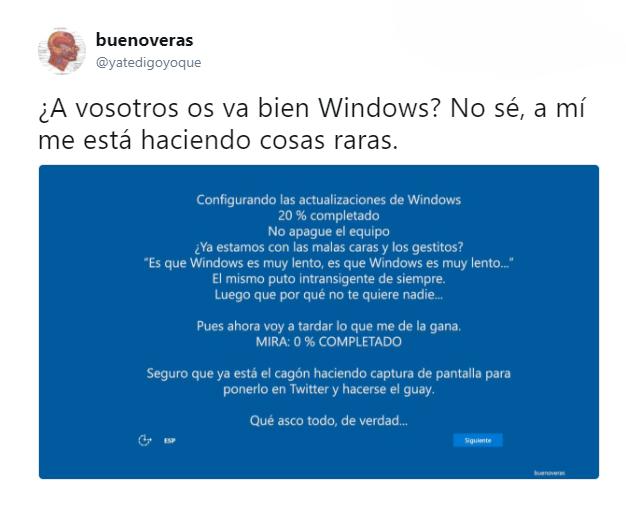 buenoveras
@yatedigoyoque
¿A vosotros os va bien Windows? No sé, a mí
me está haciendo cosas raras.
Configurando las actualizaciones de Windows
20 % completado
No apague el equipo
¿Ya estamos con las malas caras y los gestitos?
“Es que Windows es muy lento, es que Windows es muy lento...”
El mismo puto intransigente de siempre.
Luego que por qué no te quiere nadie...
Pues ahora voy a tardar lo que me de la gana.
MIRA: 0 % COMPLETADO
Seguro que ya está el cagón haciendo captura de pantalla para
ponerlo en Twitter y hacerse el guay.
Qué asco todo, de verdad...
ESP
Siguiente
buenoveras